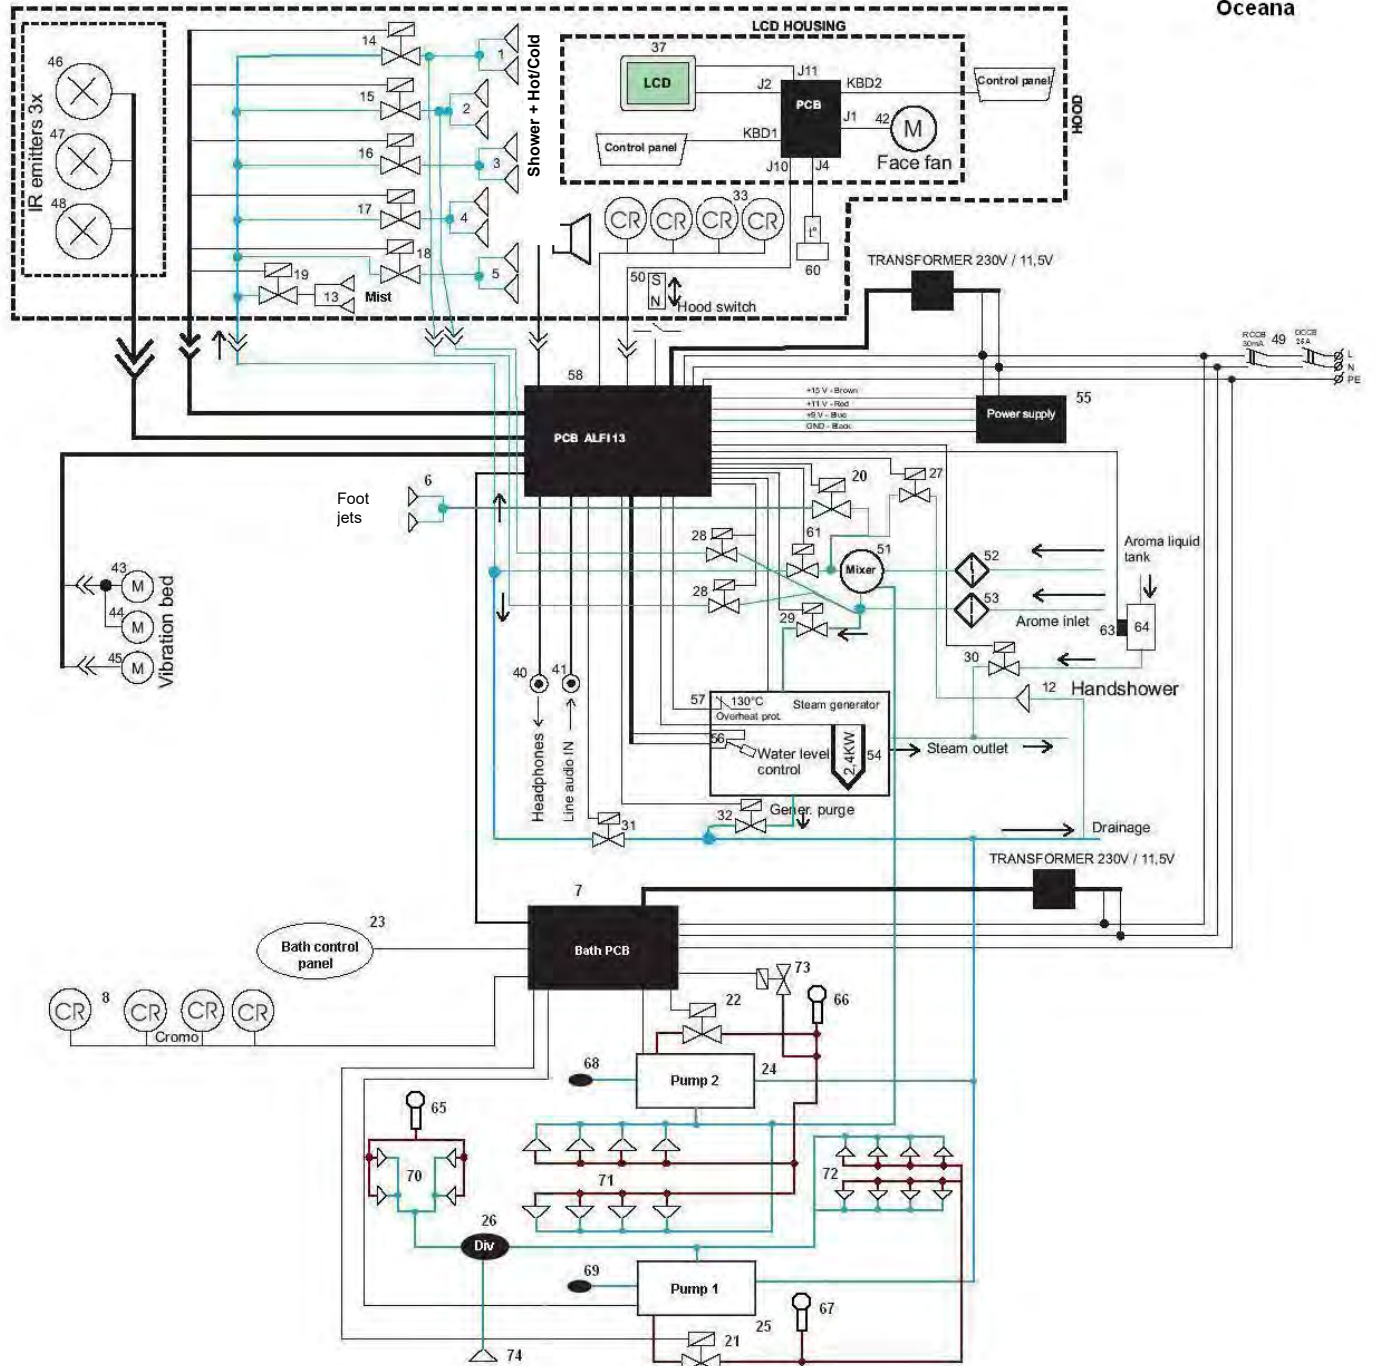 Oceana
LCD HOUSING
HOOD
IR emitters 3x
46
47
48
14
15
16
17
18
19
13
Mist
1
2
3
4
5
Shower + Hot/Cold
37
LCD
J11
J2
PCB
KBD2
Control panel
J1
42
M
Face fan
KBD1
Control panel
J10
J4
33
CR
CR
CR
CR
t°
60
50
S
N
Hood switch
TRANSFORMER 230V / 11,5V
RCCB
30mA
49
L
N
PE
58
PCB ALFI13
+11 V - Red
+9 V - Blue
GND - Black
Power supply
55
6
Foot
jets
20
27
28
61
51
Mixer
52
Aroma liquid
tank
28
53
Arome inlet
29
63
64
30
12
Handshower
43
M
44
M
45
M
Vibration bed
40
41
Headphones
Line audio IN
57
130°C
Overheat prot.
Steam generator
56
Water level
control
2,4KW
54
Steam outlet
32
Gener. purge
31
Drainage
TRANSFORMER 230V / 11,5V
7
Bath PCB
23
Bath control
panel
8
CR
CR
CR
CR
Cromo
73
22
66
68
Pump 2
24
65
70
71
72
26
Div
69
Pump 1
25
67
21
74